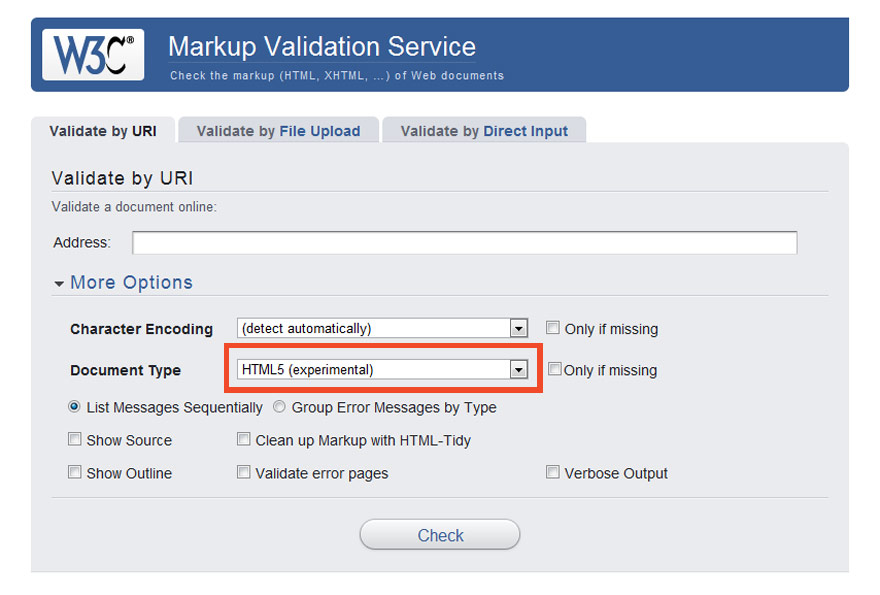 W3C® Markup Validation Service
Check the markup (HTML, XHTML, …) of Web documents
Validate by URI Validate by File Upload Validate by Direct Input
Validate by URI
Validate a document online:
Address:
More Options
Character Encoding (detect automatically) Only if missing
Document Type HTML5 (experimental) Only if missing
List Messages Sequentially Group Error Messages by Type
Show Source Clean up Markup with HTML-Tidy
Show Outline Validate error pages Verbose Output
Check